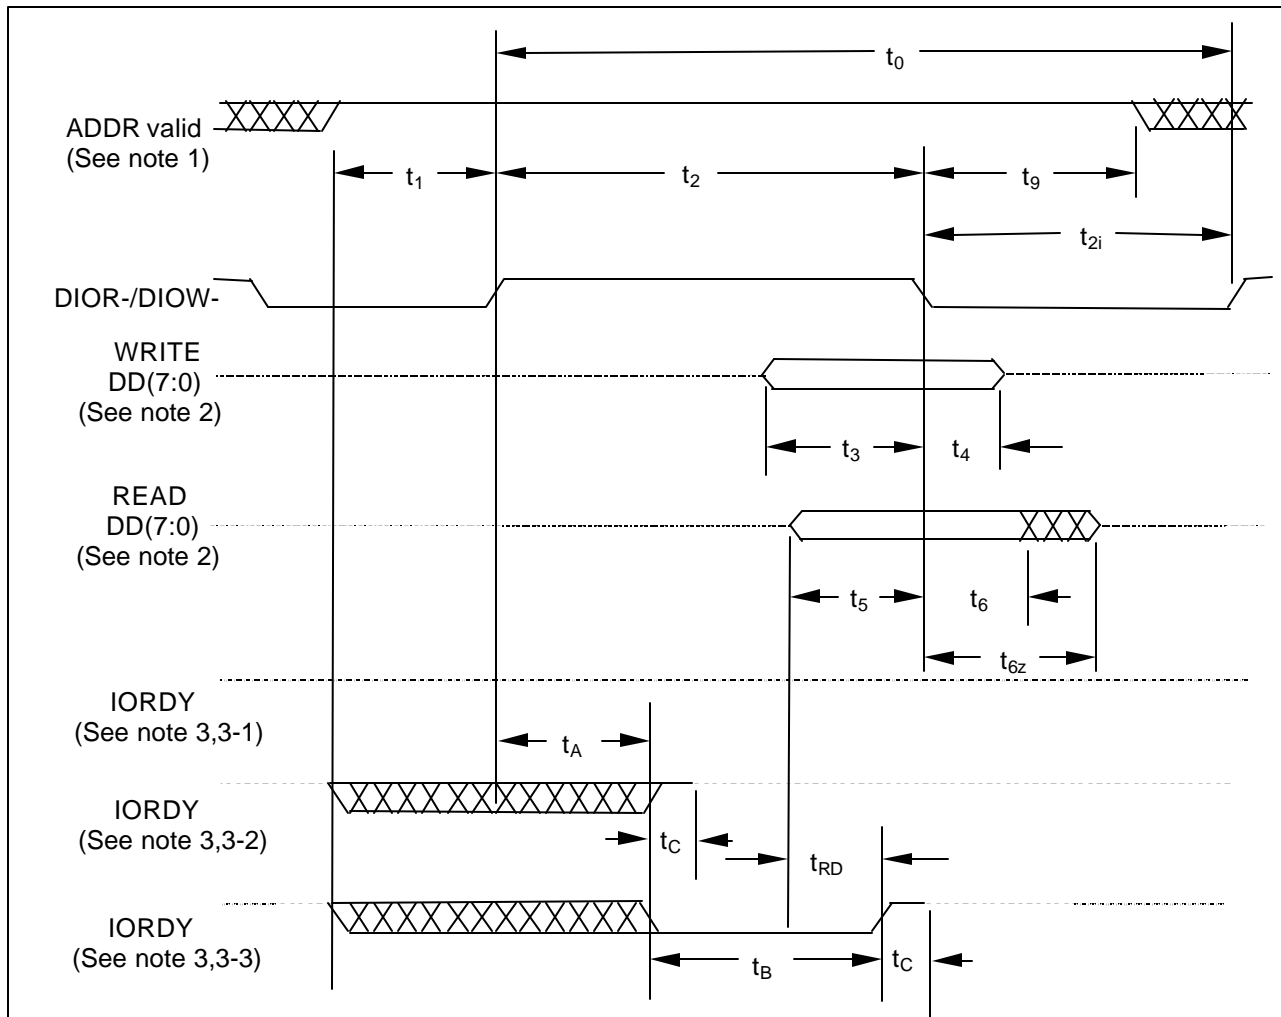 t0
ADDR valid
(See note 1)
t1
t2
t9
t2i
DIOR-/DIOW-
WRITE
DD(7:0)
(See note 2)
t3
t4
READ
DD(7:0)
(See note 2)
t5
t6
t6z
IORDY
(See note 3,3-1)
tA
IORDY
(See note 3,3-2)
tC
tRD
IORDY
(See note 3,3-3)
tB
tC